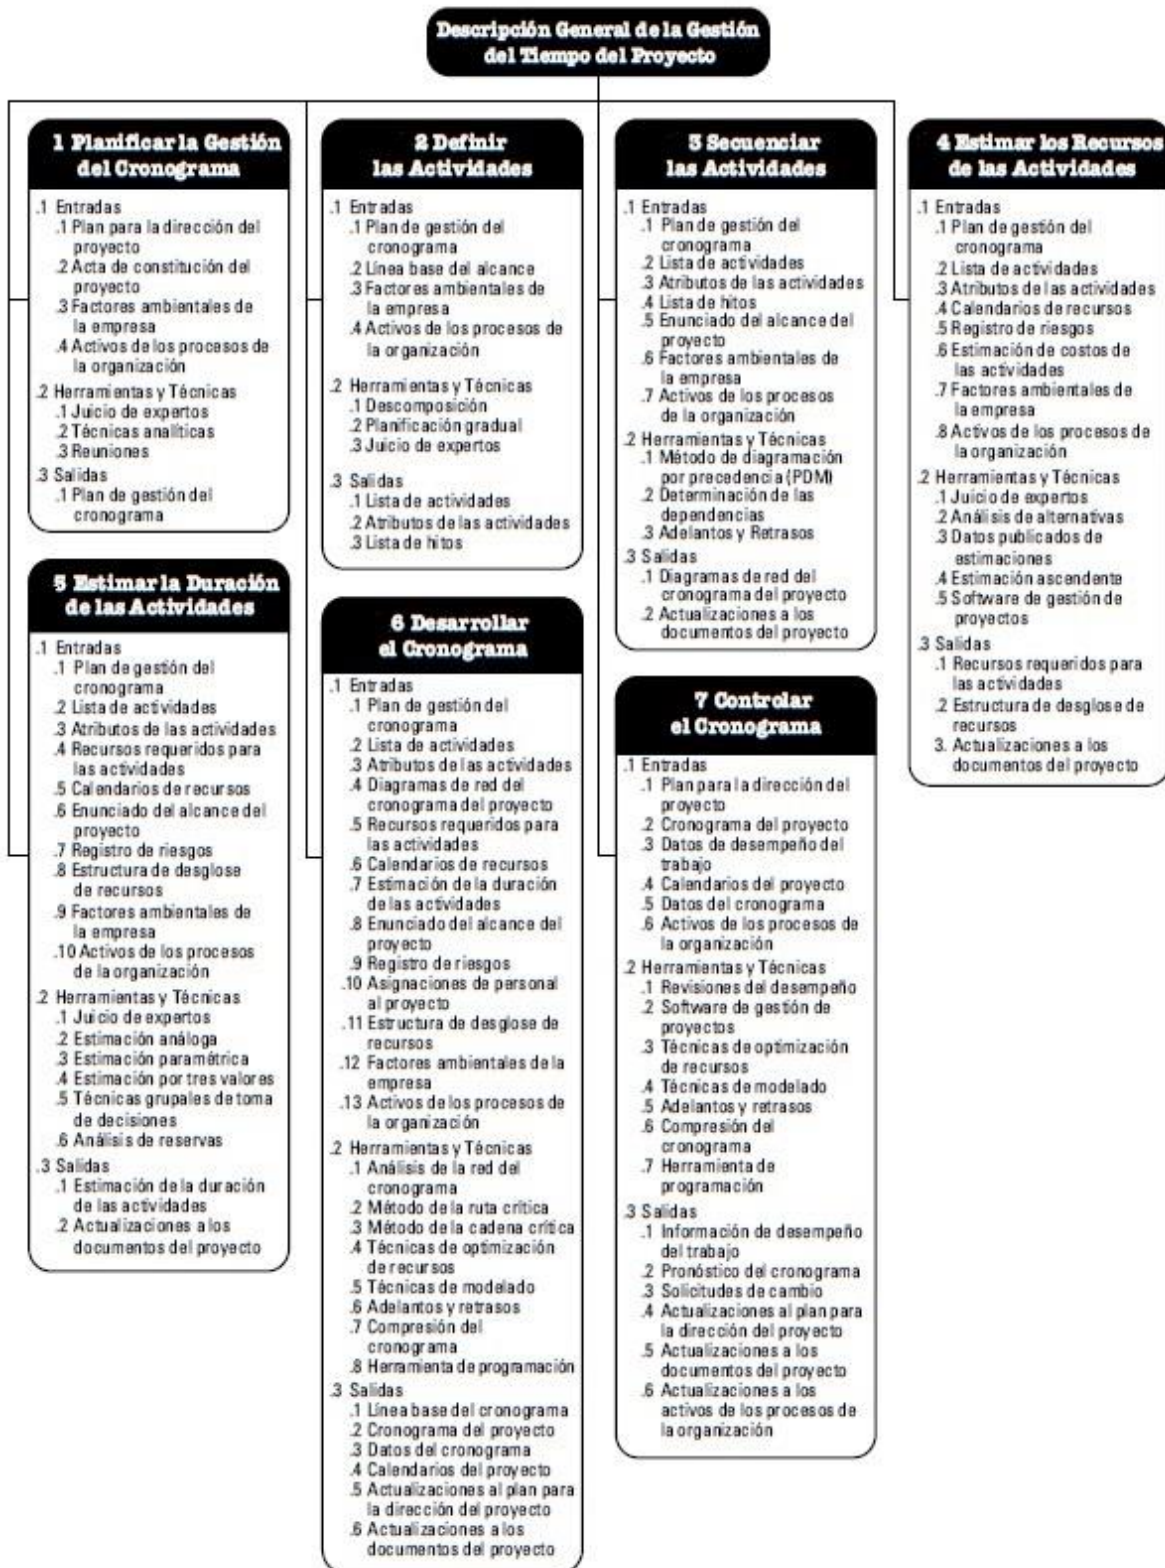 Descripción General de la Gestión
del Tiempo del Proyecto
1 Planificar la Gestión
del Cronograma
.1 Entradas
.1 Plan para la dirección del
proyecto
.2 Acta de constitución del
proyecto
.3 Factores ambientales de
la empresa
.4 Activos de los procesos de
la organización
.2 Herramientas y Técnicas
.1 Juicio de expertos
.2 Técnicas analíticas
.3 Reuniones
.3 Salidas
.1 Plan de gestión del
cronograma
2 Definir
las Actividades
.1 Entradas
.1 Plan de gestión del
cronograma
.2 Línea base del alcance
.3 Factores ambientales de
la empresa
.4 Activos de los procesos de
la organización
.2 Herramientas y Técnicas
.1 Descomposición
.2 Planificación gradual
.3 Juicio de expertos
.3 Salidas
.1 Lista de actividades
.2 Atributos de las actividades
.3 Lista de hitos
3 Secuenciar
las Actividades
.1 Entradas
.1 Plan de gestión del
cronograma
.2 Lista de actividades
.3 Atributos de las actividades
.4 Lista de hitos
.5 Enunciado del alcance del
proyecto
.6 Factores ambientales de
la empresa
.7 Activos de los procesos
de la organización
.2 Herramientas y Técnicas
.1 Método de diagramación
por precedencia (PDM)
.2 Determinación de las
dependencias
.3 Adelantos y Retrasos
.3 Salidas
.1 Diagramas de red del
cronograma del proyecto
.2 Actualizaciones a los
documentos del proyecto
4 Estimar los Recursos
de las Actividades
.1 Entradas
.1 Plan de gestión del
cronograma
.2 Lista de actividades
.3 Atributos de las actividades
.4 Calendarios de recursos
.5 Registro de riesgos
.6 Estimación de costos de
las actividades
.7 Factores ambientales de
la empresa
.8 Activos de los procesos de
la organización
.2 Herramientas y Técnicas
.1 Juicio de expertos
.2 Análisis de alternativas
.3 Datos publicados de
estimaciones
.4 Estimación ascendente
.5 Software de gestión de
proyectos
.3 Salidas
.1 Recursos requeridos para
las actividades
.2 Estructura de desglose de
recursos
3. Actualizaciones a los
documentos del proyecto
5 Estimar la Duración
de las Actividades
.1 Entradas
.1 Plan de gestión del
cronograma
.2 Lista de actividades
.3 Atributos de las actividades
.4 Recursos requeridos para
las actividades
.5 Calendarios de recursos
.6 Enunciado del alcance del
proyecto
.7 Registro de riesgos
.8 Estructura de desglose
de recursos
.9 Factores ambientales de
la empresa
.10 Activos de los procesos
de la organización
.2 Herramientas y Técnicas
.1 Juicio de expertos
.2 Estimación análoga
.3 Estimación paramétrica
.4 Estimación por tres valores
.5 Técnicas grupales de toma
de decisiones
.6 Análisis de reservas
.3 Salidas
.1 Estimación de la duración
de las actividades
.2 Actualizaciones a los
documentos del proyecto
6 Desarrollar
el Cronograma
.1 Entradas
.1 Plan de gestión del
cronograma
.2 Lista de actividades
.3 Atributos de las actividades
.4 Diagramas de red del
cronograma del proyecto
.5 Recursos requeridos para
las actividades
.6 Calendarios de recursos
.7 Estimación de la duración
de las actividades
.8 Enunciado del alcance del
proyecto
.9 Registro de riesgos
.10 Asignaciones de personal
al proyecto
.11 Estructura de desglose de
recursos
.12 Factores ambientales de la
empresa
.13 Activos de los procesos de
la organización
.2 Herramientas y Técnicas
.1 Análisis de la red del
cronograma
.2 Método de la ruta crítica
.3 Método de la cadena crítica
.4 Técnicas de optimización
de recursos
.5 Técnicas de modelado
.6 Adelantos y retrasos
.7 Compresión del
cronograma
.8 Herramienta de programación
.3 Salidas
.1 Línea base del cronograma
.2 Cronograma del proyecto
.3 Datos del cronograma
.4 Calendarios del proyecto
.5 Actualizaciones al plan para
la dirección del proyecto
.6 Actualizaciones a los
documentos del proyecto
7 Controlar
el Cronograma
.1 Entradas
.1 Plan para la dirección del
proyecto
.2 Cronograma del proyecto
.3 Datos de desempeño del
trabajo
.4 Calendarios del proyecto
.5 Datos del cronograma
.6 Activos de los procesos de
la organización
.2 Herramientas y Técnicas
.1 Revisiones del desempeño
.2 Software de gestión de
proyectos
.3 Técnicas de optimización
de recursos
.4 Técnicas de modelado
.5 Adelantos y retrasos
.6 Compresión del
cronograma
.7 Herramienta de
programación
.3 Salidas
.1 Información de desempeño
del trabajo
.2 Pronóstico del cronograma
.3 Solicitudes de cambio
.4 Actualizaciones al plan para
la dirección del proyecto
.5 Actualizaciones a los
documentos del proyecto
.6 Actualizaciones a los
activos de los procesos de
la organización